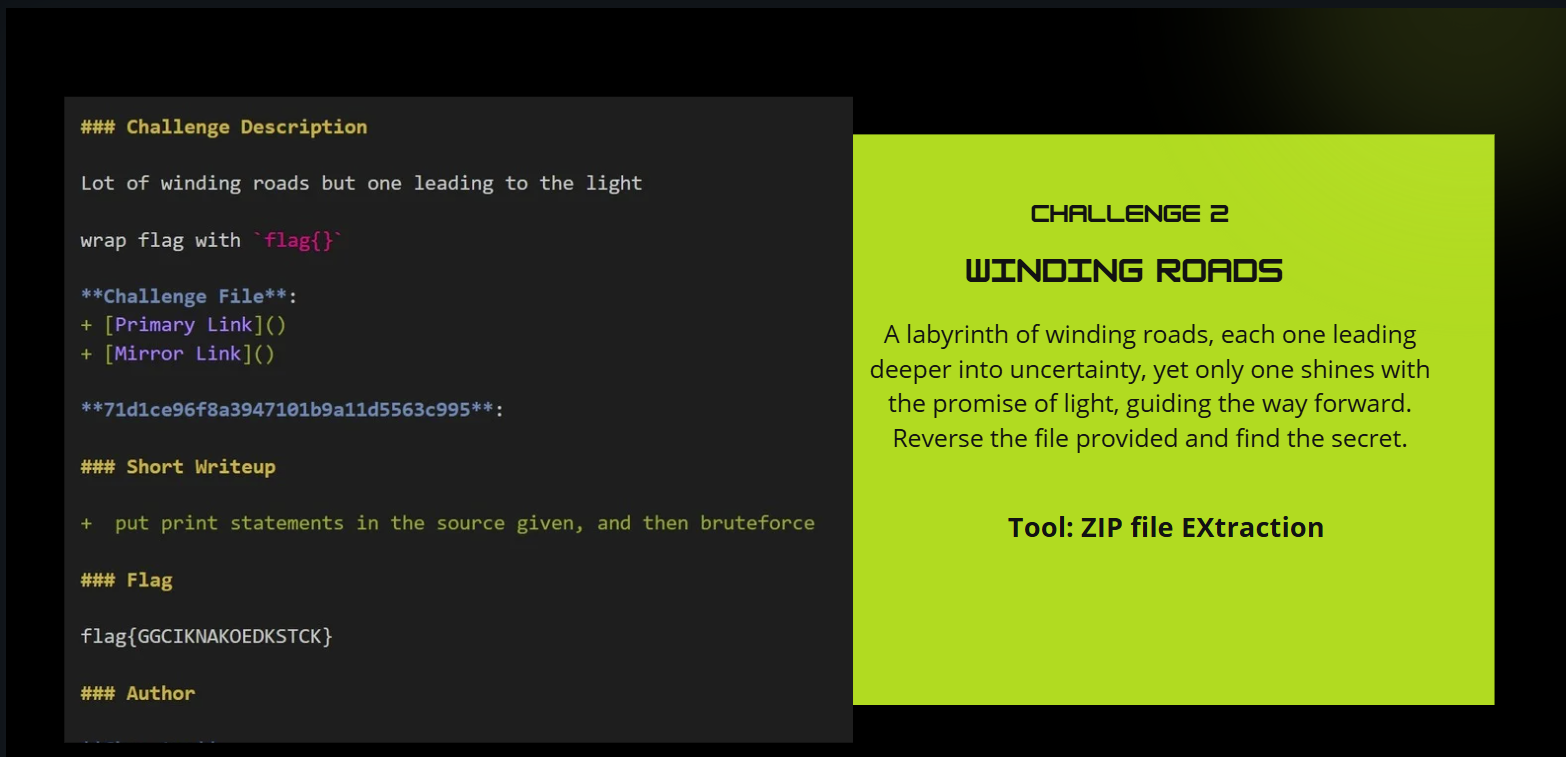 ### Challenge Description
Lot of winding roads but one leading to the light
wrap flag with `flag{}`
**Challenge File**:
+ [Primary Link]()
+ [Mirror Link]()
**71d1ce96f8a3947101b9a11d5563c995**:
### Short Writeup
+  put print statements in the source given, and then bruteforce
### Flag
flag{GGCIKNAKOEDKSTCK}
### Author
CHALLENGE 2
WINDING ROADS
A labyrinth of winding roads, each one leading
deeper into uncertainty, yet only one shines with
the promise of light, guiding the way forward.
Reverse the file provided and find the secret.
Tool: ZIP file EXtraction